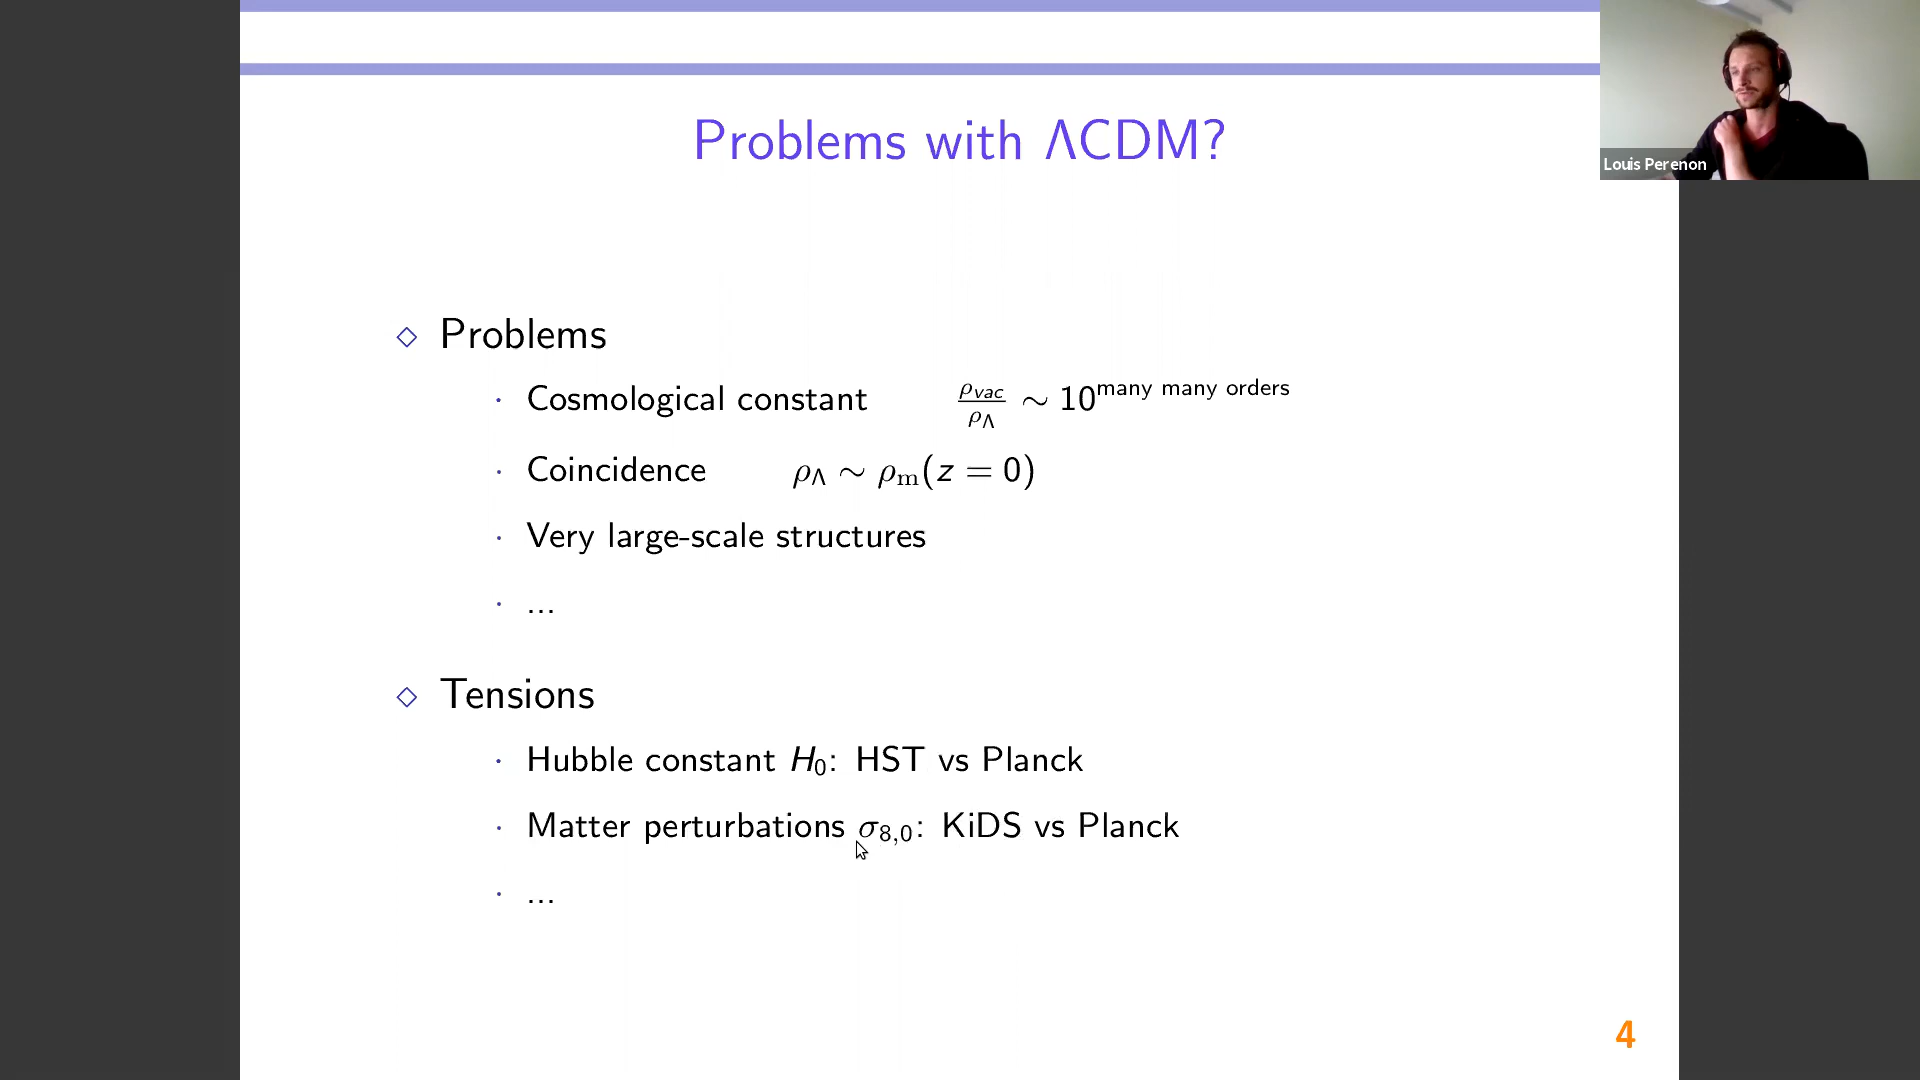 Problems with ΛCDM?
Louis Perenon
◇ Problems
· Cosmological constant ρvac/ρΛ ∼ 10^many many orders
· Coincidence ρΛ ∼ ρm(z = 0)
· Very large-scale structures
· ...
◇ Tensions
· Hubble constant H0: HST vs Planck
· Matter perturbations σ8,0: KiDS vs Planck
· ...
4